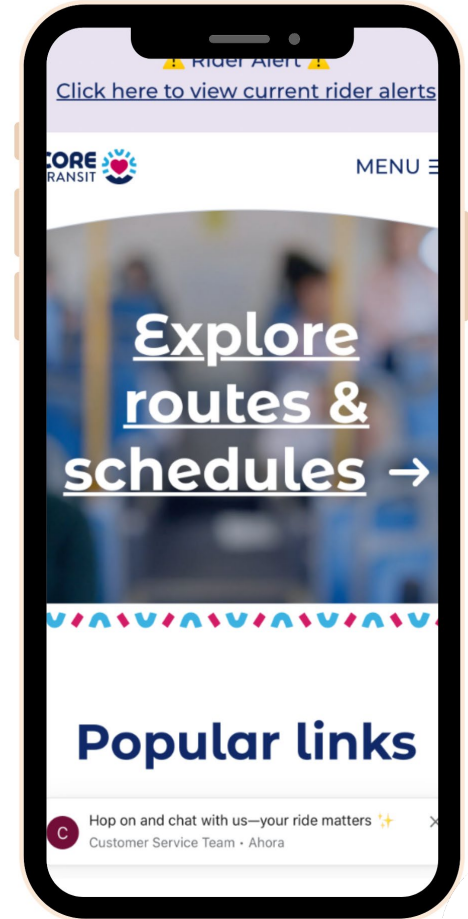 ⚠️ Rider Alert ⚠️
Click here to view current rider alerts
CORE
TRANSIT
MENU
Explore
routes &
schedules →
Popular links
C
Hop on and chat with us—your ride matters ✨
Customer Service Team • Ahora